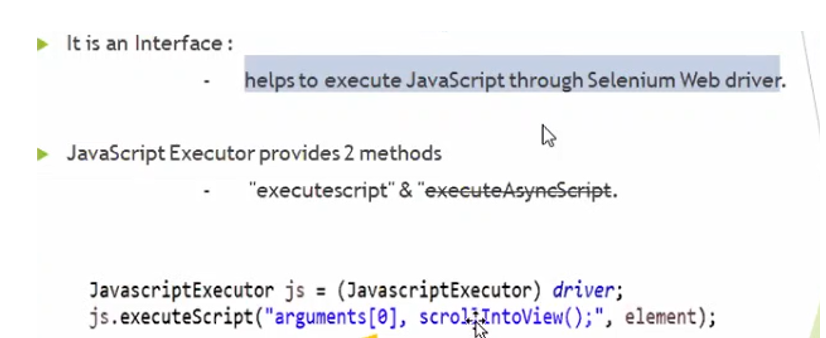 It is an Interface :
- helps to execute JavaScript through Selenium Web driver.
JavaScript Executor provides 2 methods
- "executescript" & "executeAsyncScript.
JavascriptExecutor js = (JavascriptExecutor) driver;
js.executeScript("arguments[0], scrollIntoView();", element);